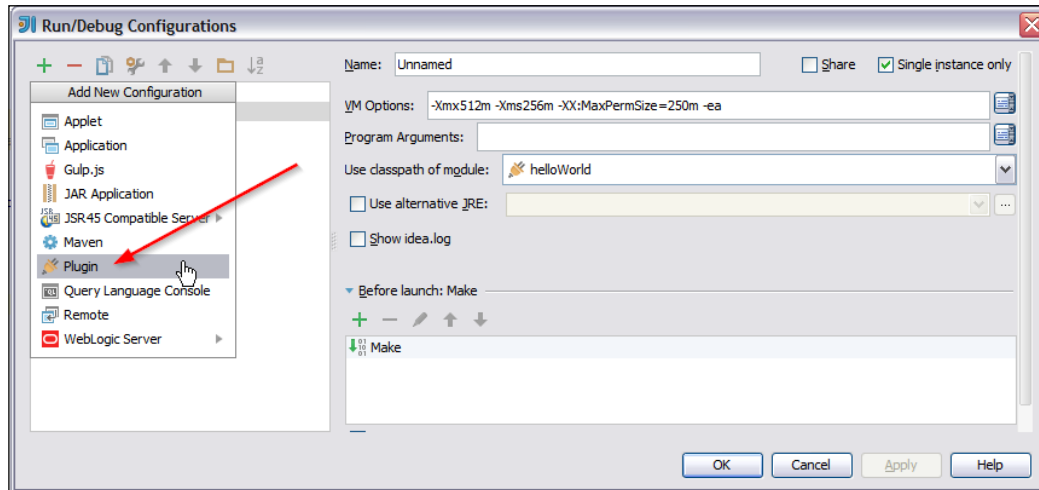 Run/Debug Configurations
Name: Unnamed
Share
Single instance only
Add New Configuration
Applet
Application
Gulp.js
JAR Application
JSR45 Compatible Server
Maven
Plugin
Query Language Console
Remote
WebLogic Server
VM Options: -Xmx512m -Xms256m -XX:MaxPermSize=250m -ea
Program Arguments:
Use classpath of module: helloWorld
Use alternative JRE:
Show idea.log
Before launch: Make
Make
OK
Cancel
Apply
Help